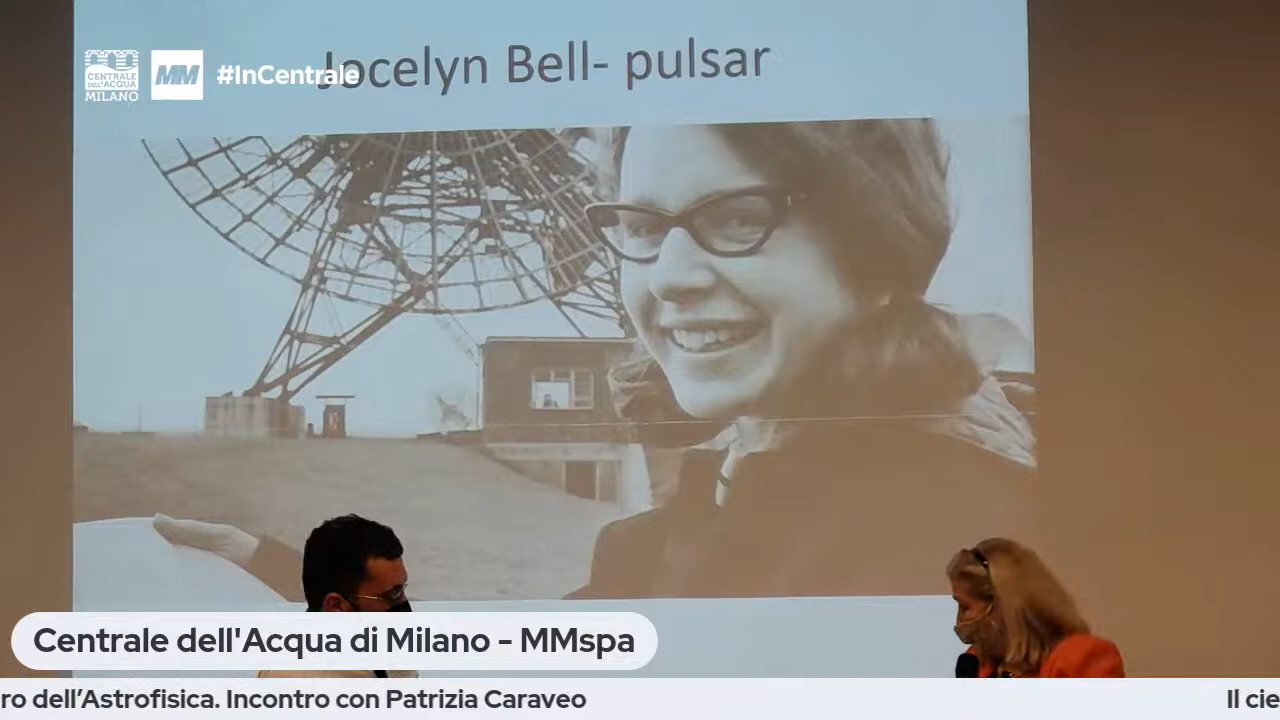 Jocelyn Bell- pulsar
CENTRALE
DELL'ACQUA
MILANO
MM
#InCentrale
Centrale dell'Acqua di Milano - MMspa
ro dell'Astrofisica. Incontro con Patrizia Caraveo
Il cie